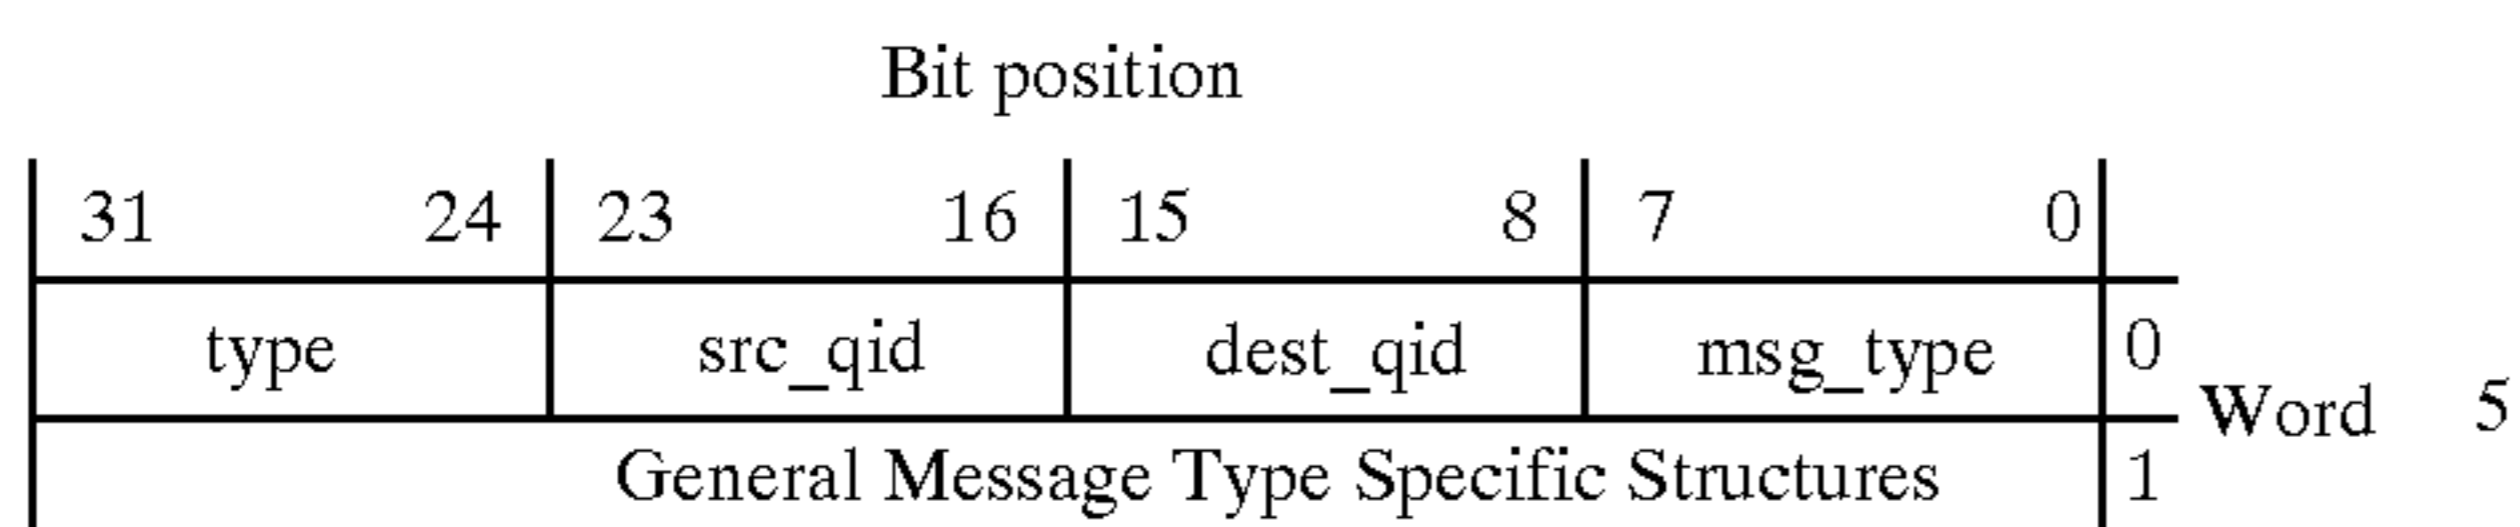 Bit position
31 24 23 16 15 8 7 0
type src_qid dest_qid msg_type 0
Word 5
General Message Type Specific Structures 1